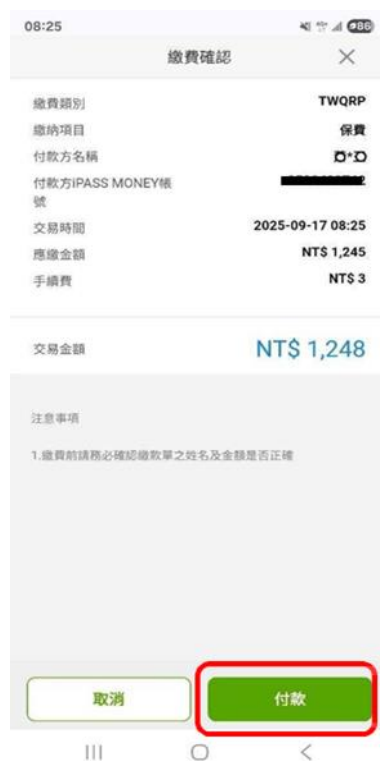 08:25
86
繳費確認
繳費類別 TWQRP
繳納項目 保費
付款方名稱
付款方iPASS MONEY帳
號
交易時間 2025-09-17 08:25
應繳金額 NT$ 1,245
手續費 NT$ 3
交易金額 NT$ 1,248
注意事項
1.繳費前請務必確認繳款單之姓名及金額是否正確
取消 付款